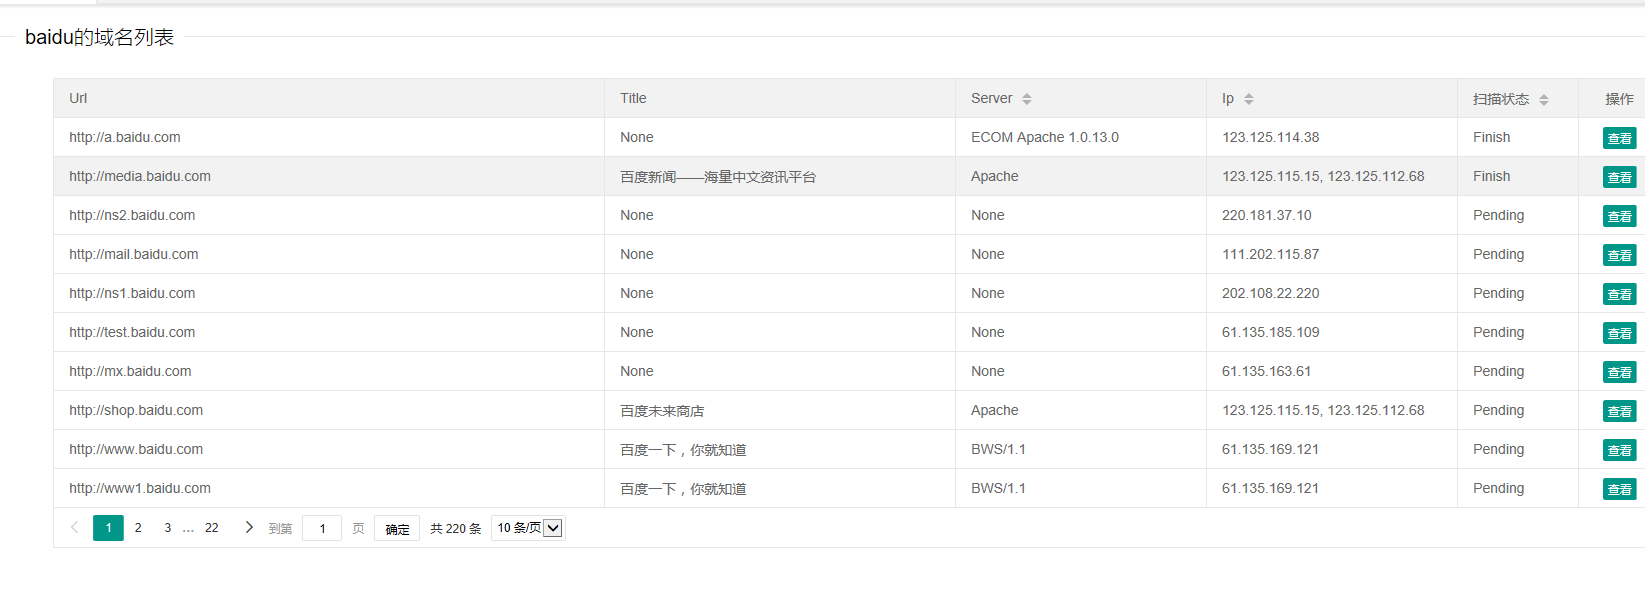 baidu的域名列表
Url Title Server Ip 扫描状态 操作
http://a.baidu.com None ECOM Apache 1.0.13.0 123.125.114.38 Finish 查看
http://media.baidu.com 百度新闻——海量中文资讯平台 Apache 123.125.115.15, 123.125.112.68 Finish 查看
http://ns2.baidu.com None None 220.181.37.10 Pending 查看
http://mail.baidu.com None None 111.202.115.87 Pending 查看
http://ns1.baidu.com None None 202.108.22.220 Pending 查看
http://test.baidu.com None None 61.135.185.109 Pending 查看
http://mx.baidu.com None None 61.135.163.61 Pending 查看
http://shop.baidu.com 百度未来商店 Apache 123.125.115.15, 123.125.112.68 Pending 查看
http://www.baidu.com 百度一下，你就知道 BWS/1.1 61.135.169.121 Pending 查看
http://www1.baidu.com 百度一下，你就知道 BWS/1.1 61.135.169.121 Pending 查看
1 2 3 … 22 到第 1 页 确定 共 220 条 10 条/页